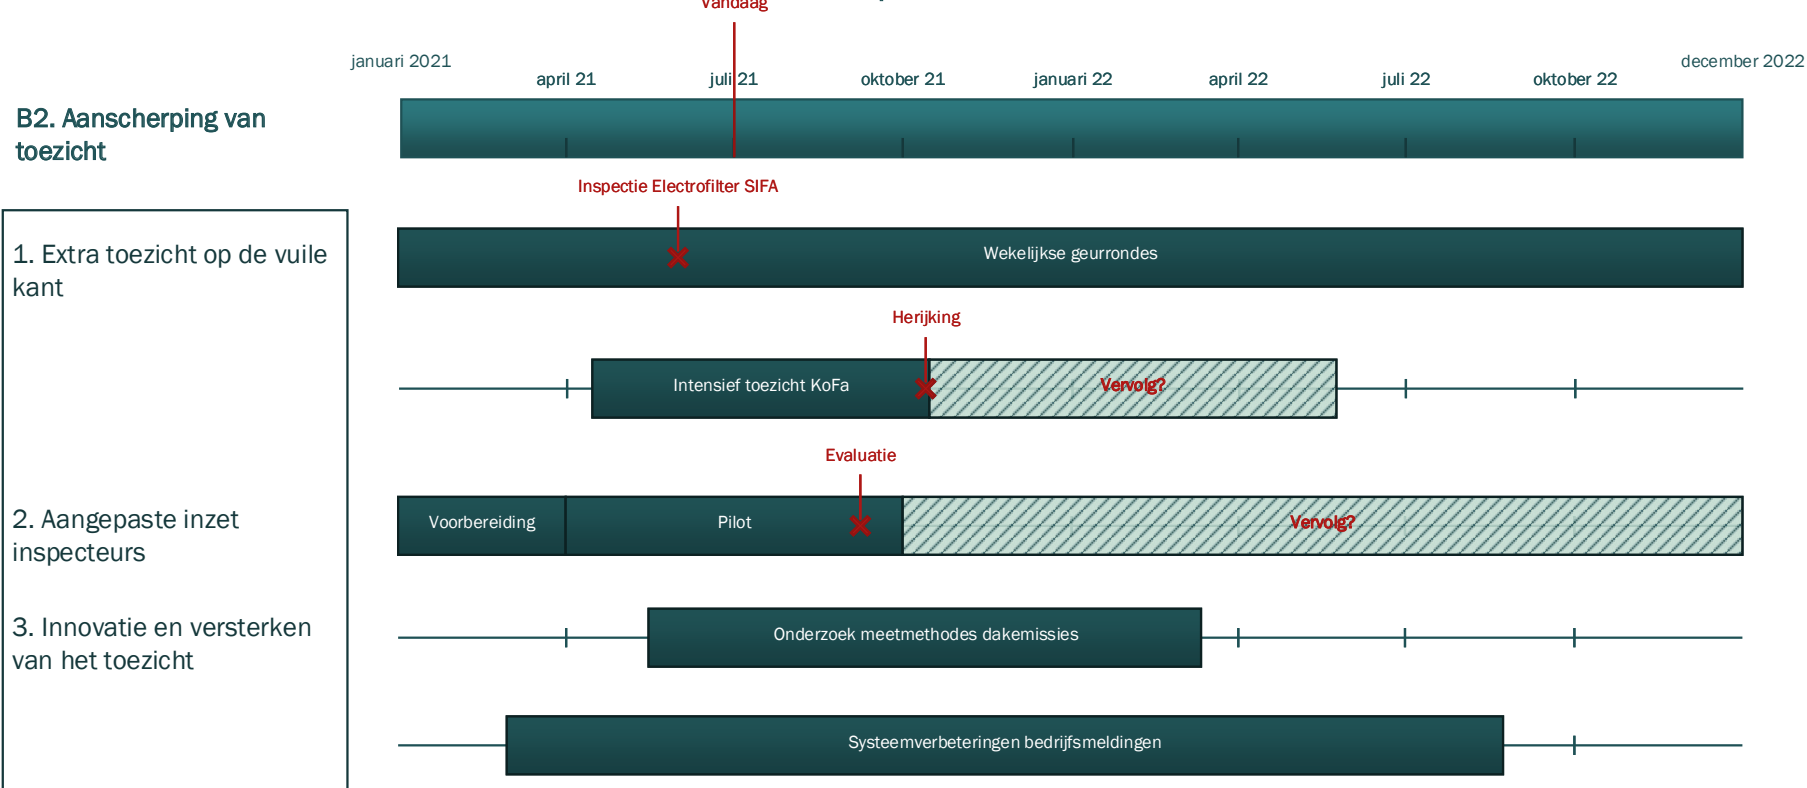 Vandaag
januari 2021
december 2022
april 21
juli 21
oktober 21
januari 22
april 22
juli 22
oktober 22
B2. Aanscherping van
toezicht
Inspectie Electrofilter SIFA
1. Extra toezicht op de vuile
kant
Wekelijkse geurrondes
Herijking
Intensief toezicht KoFa
Vervolg?
Evaluatie
2. Aangepaste inzet
inspecteurs
Voorbereiding
Pilot
Vervolg?
3. Innovatie en versterken
van het toezicht
Onderzoek meetmethodes dakemissies
Systeemverbeteringen bedrijfsmeldingen